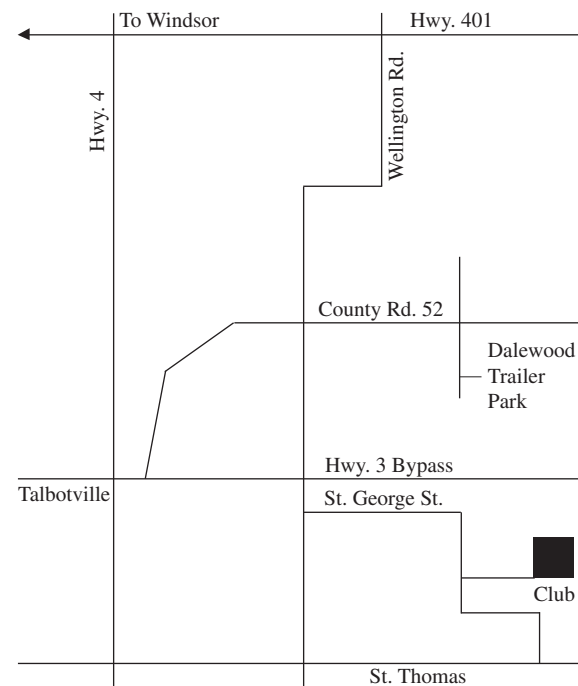 To Windsor
Hwy. 401
Hwy. 4
Wellington Rd.
County Rd. 52
Dalewood
Trailer
Park
Hwy. 3 Bypass
Talbotville
St. George St.
Club
St. Thomas